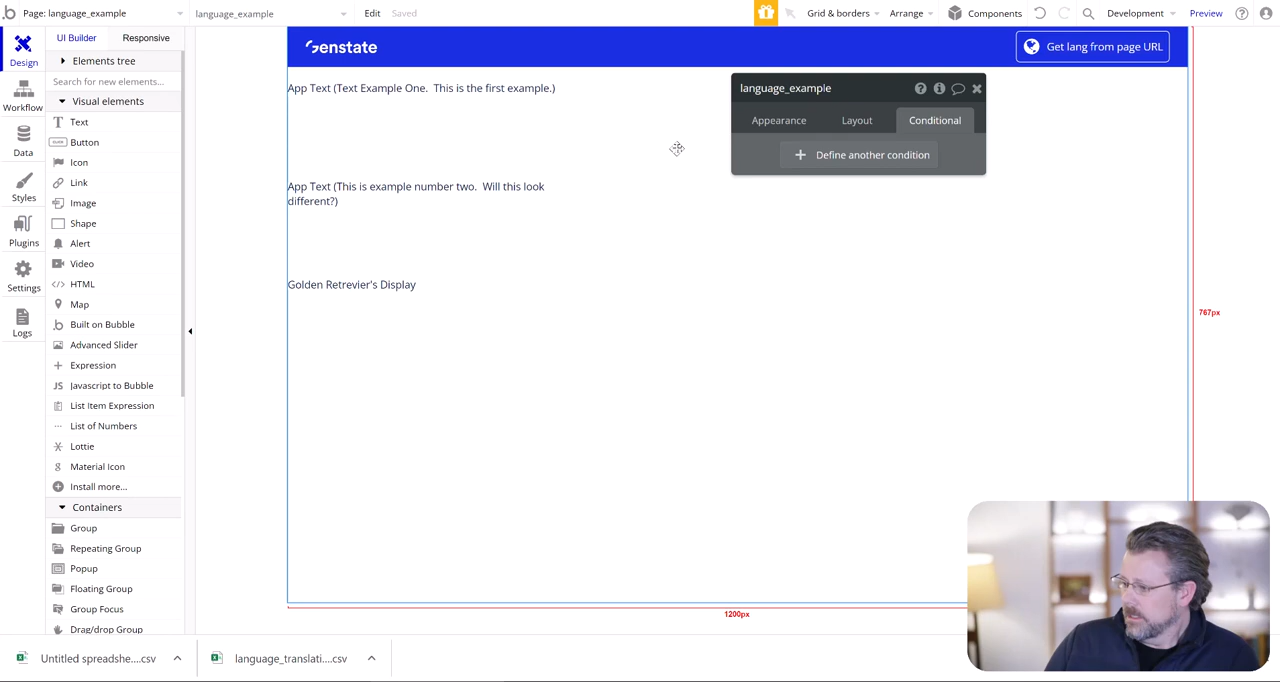 Page: language_example
language_example
Edit
Saved
Grid & borders
Arrange
Components
Development
Preview
Design
Workflow
Data
Styles
Plugins
Settings
Logs
UI Builder
Responsive
Elements tree
Search for new elements...
Visual elements
Text
Button
Icon
Link
Image
Shape
Alert
Video
HTML
Map
Built on Bubble
Advanced Slider
Expression
JS Javascript to Bubble
List Item Expression
List of Numbers
Lottie
Material Icon
Install more...
Containers
Group
Repeating Group
Popup
Floating Group
Group Focus
Drag/drop Group
Genstate
Get lang from page URL
App Text (Text Example One. This is the first example.)
App Text (This is example number two. Will this look
different?)
Golden Retrevier's Display
language_example
Appearance
Layout
Conditional
Define another condition
767px
1200px
Untitled spreadshe....csv
language_translati....csv